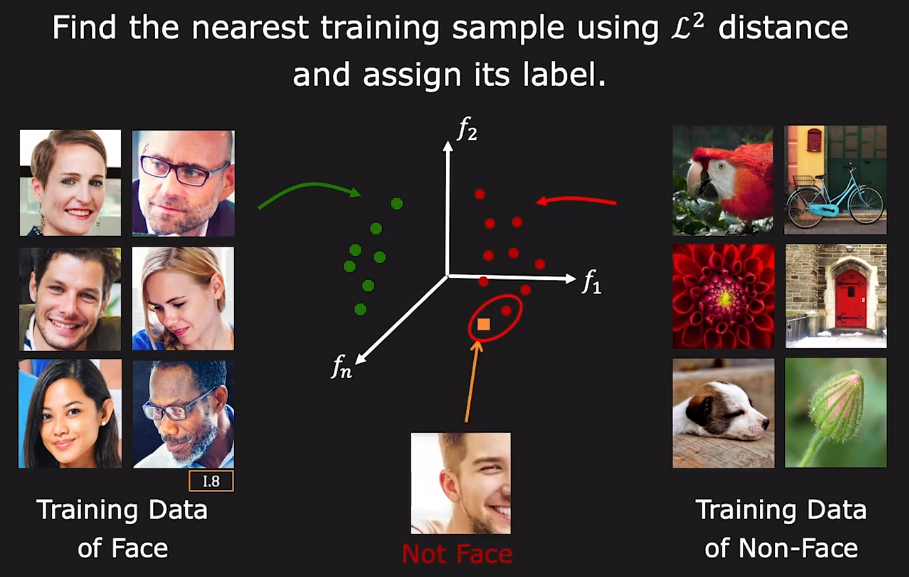 Find the nearest training sample using ℒ² distance
and assign its label.
f₂
f₁
fₙ
I.8
Training Data
of Face
Not Face
Training Data
of Non-Face